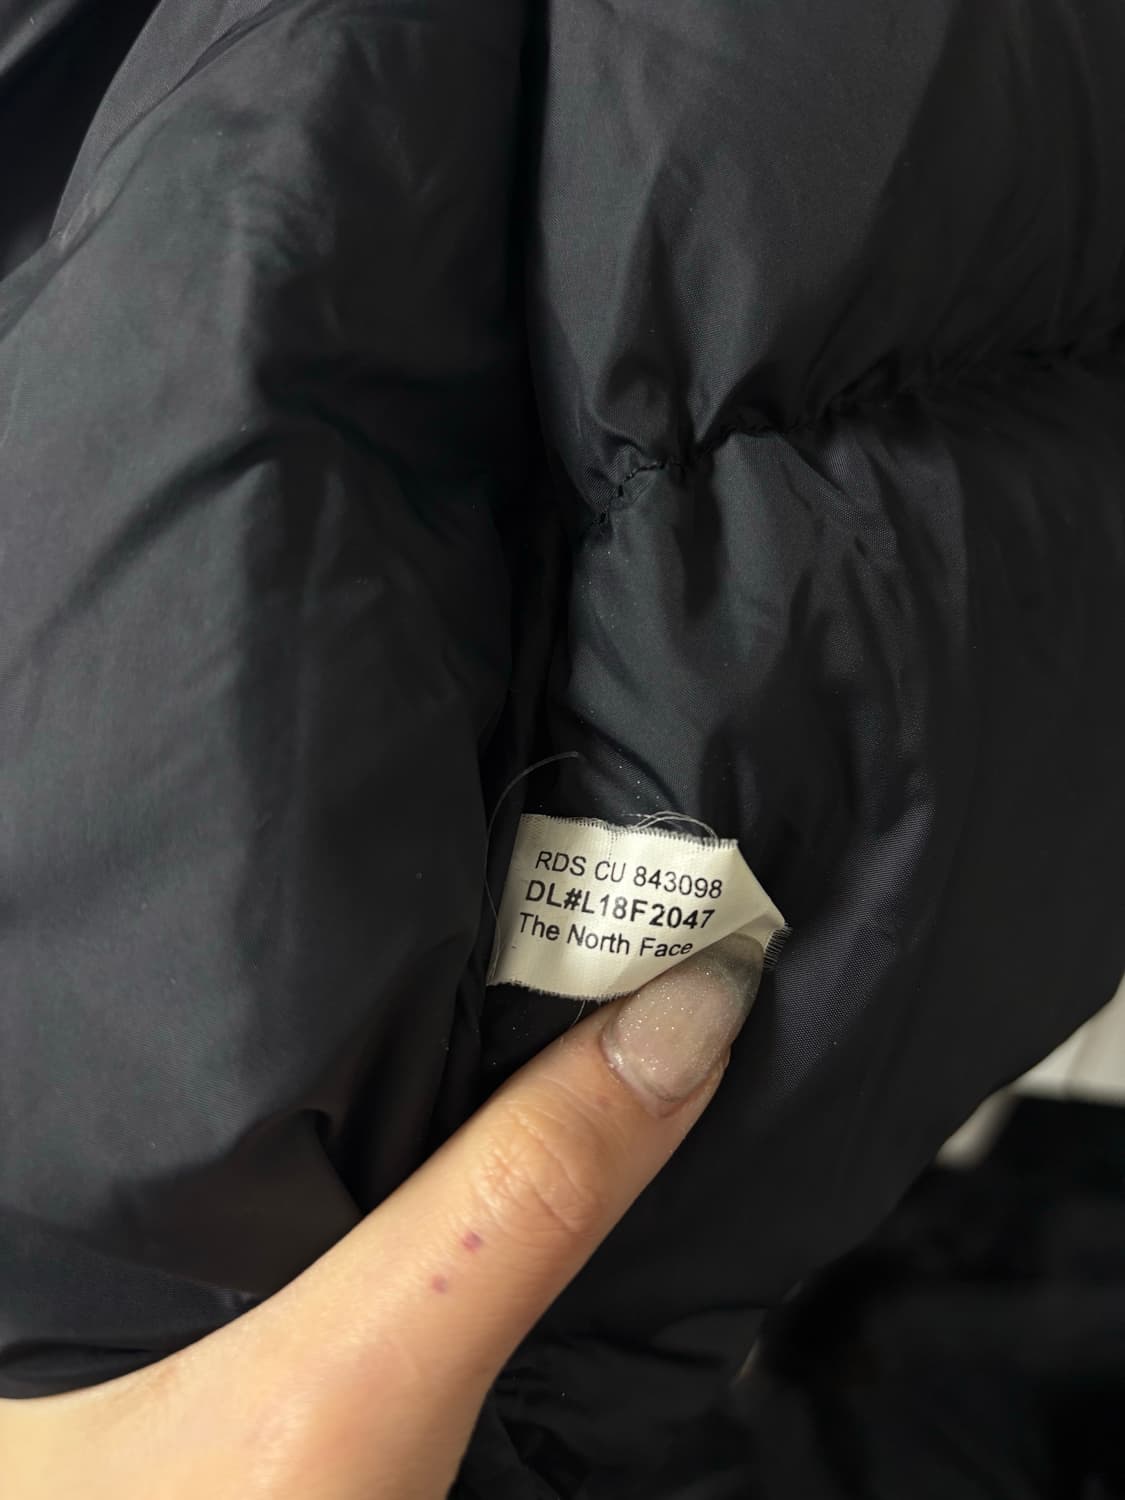 RDS CU 843098
DL#L18F2047
The North Face